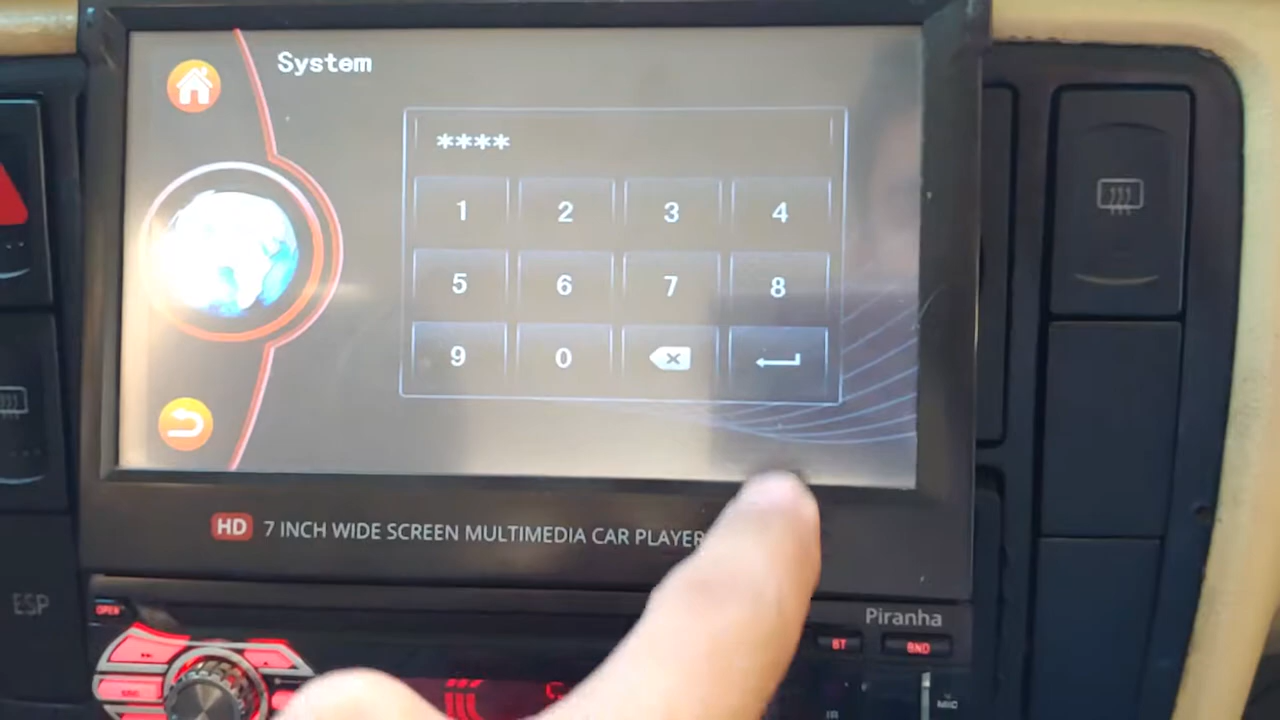 System
****
1 2 3 4
5 6 7 8
9 0
HD 7 INCH WIDE SCREEN MULTIMEDIA CAR PLAYER
ESP
OPEN
Piranha
BT BND
MIC
IR